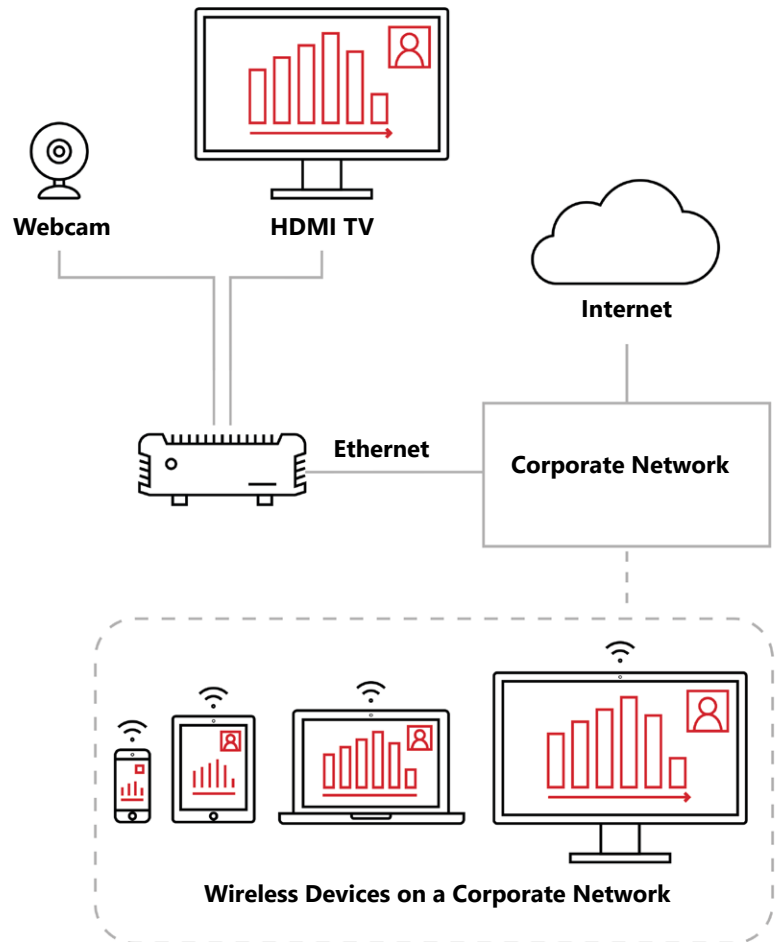 Webcam
HDMI TV
Internet
Ethernet
Corporate Network
Wireless Devices on a Corporate Network